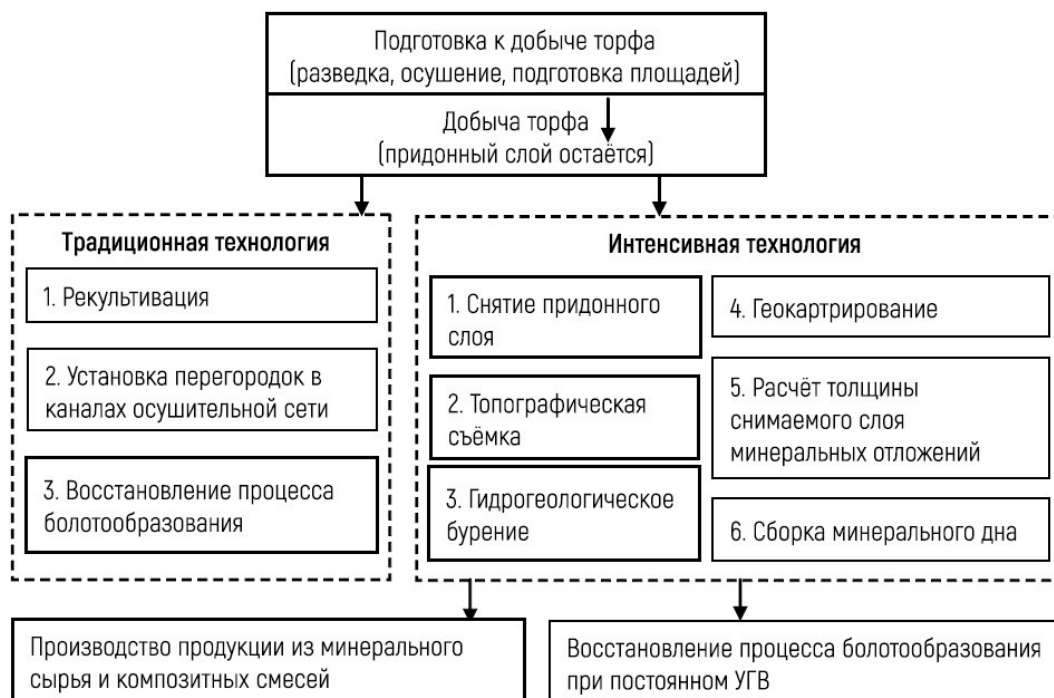 Подготовка к добыче торфа
(разведка, осушение, подготовка площадей)
Добыча торфа
(придонный слой остаётся)
Традиционная технология
1. Рекультивация
2. Установка перегородок в
каналах осушительной сети
3. Восстановление процесса
болотообразования
Интенсивная технология
1. Снятие придонного
слоя
2. Топографическая
съёмка
3. Гидрогеологическое
бурение
4. Геокартрирование
5. Расчёт толщины
снимаемого слоя
минеральных отложений
6. Сборка минерального дна
Производство продукции из минерального
сырья и композитных смесей
Восстановление процесса болотообразования
при постоянном УГВ